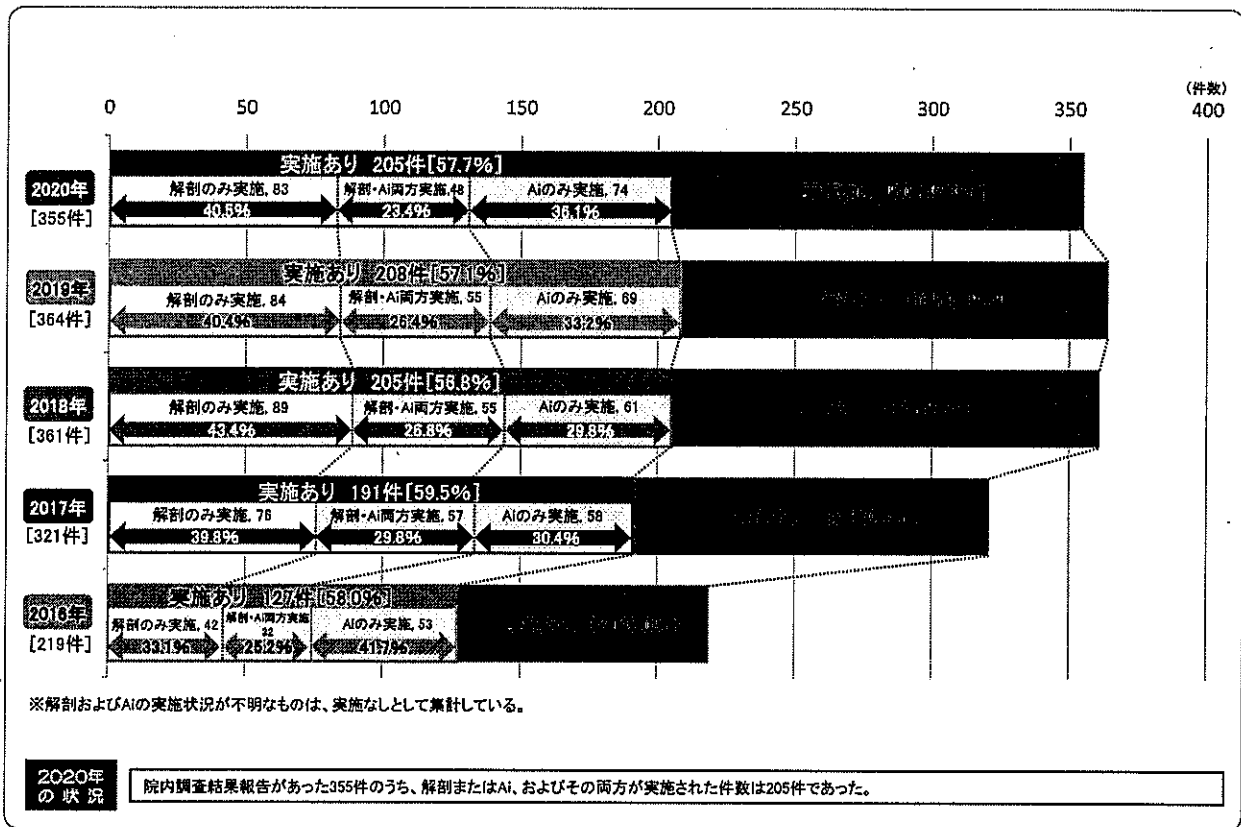 (件数)
0 50 100 150 200 250 300 350 400
実施あり 205件[57.7%]
2020年
[355件]
解剖のみ実施, 83 解剖・Ai両方実施, 48 Aiのみ実施, 74
40.5% 23.4% 36.1%
実施あり 208件[57.1%]
2019年
[364件]
解剖のみ実施, 84 解剖・Ai両方実施, 55 Aiのみ実施, 69
40.4% 26.4% 33.2%
実施あり 205件[56.8%]
2018年
[361件]
解剖のみ実施, 89 解剖・Ai両方実施, 55 Aiのみ実施, 61
43.4% 26.8% 29.8%
実施あり 191件[59.5%]
2017年
[321件]
解剖のみ実施, 76 解剖・Ai両方実施, 57 Aiのみ実施, 58
39.8% 29.8% 30.4%
実施あり 127件[58.0%]
2016年
[219件]
解剖のみ実施, 42 解剖・Ai両方実施, 32 Aiのみ実施, 53
33.1% 25.2% 41.7%
※解剖およびAiの実施状況が不明なものは、実施なしとして集計している。
2020年
の状況
院内調査結果報告があった355件のうち、解剖またはAi、およびその両方が実施された件数は205件であった。